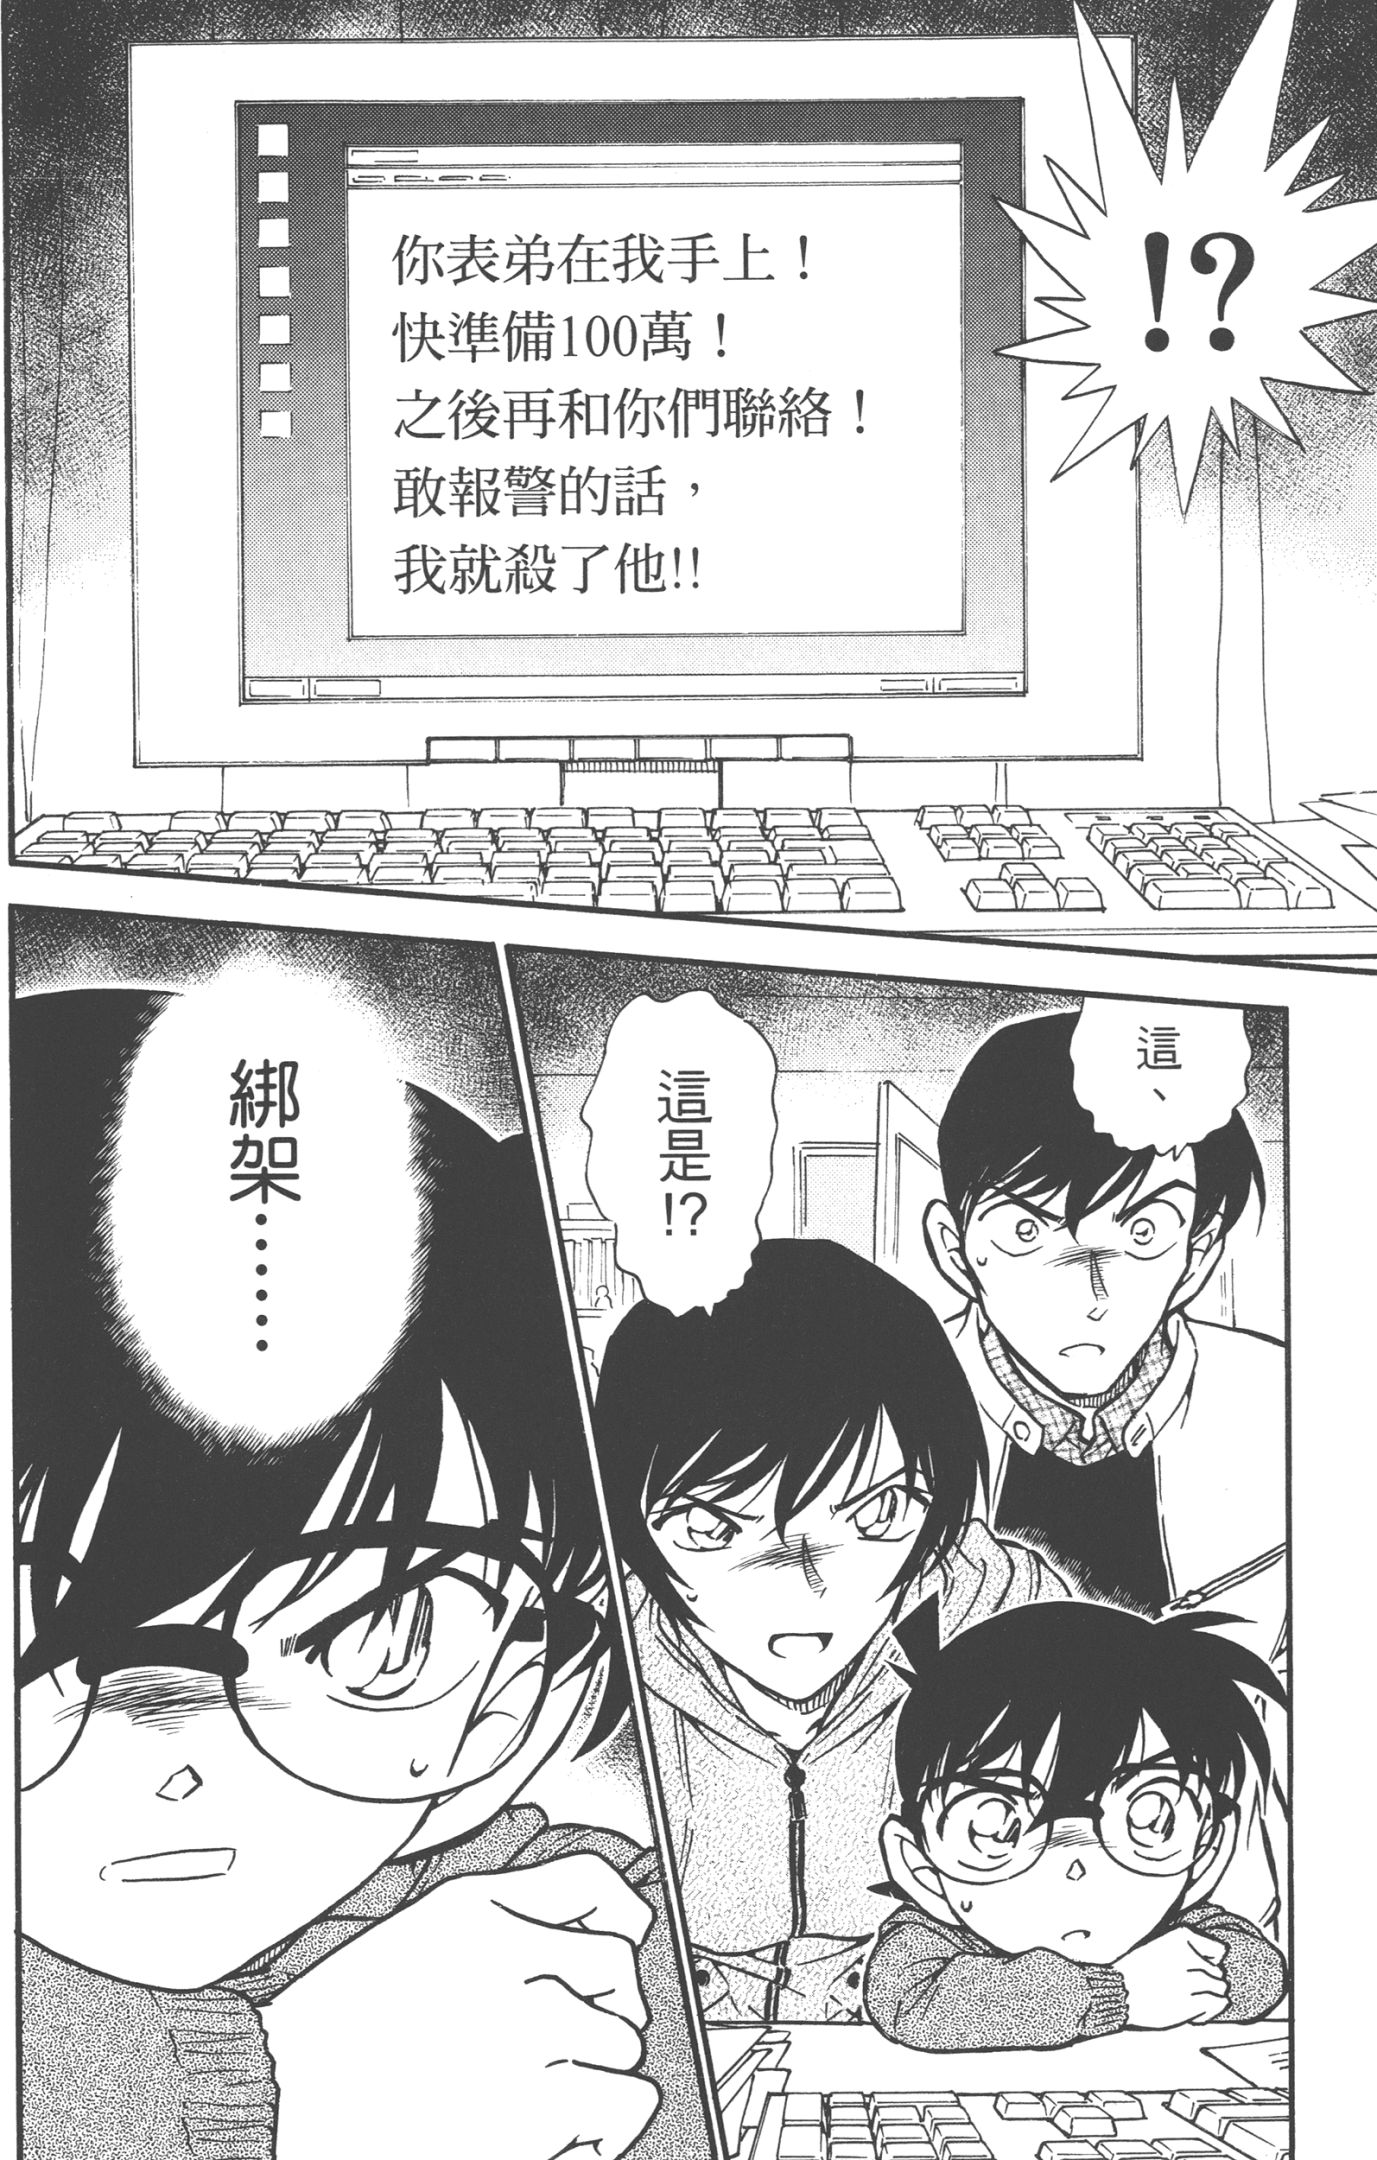 !?
你表弟在我手上！
快準備100萬！
之後再和你們聯絡！
敢報警的話，
我就殺了他!!
這、
這是!?
綁架……